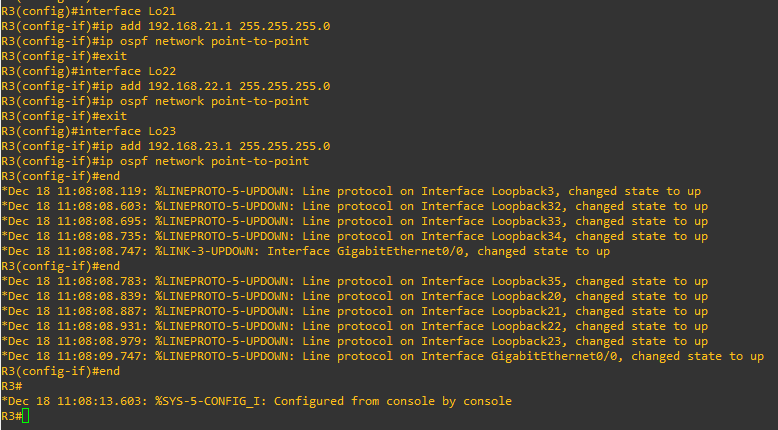 R3(config)#interface Lo21
R3(config-if)#ip add 192.168.21.1 255.255.255.0
R3(config-if)#ip ospf network point-to-point
R3(config-if)#exit
R3(config)#interface Lo22
R3(config-if)#ip add 192.168.22.1 255.255.255.0
R3(config-if)#ip ospf network point-to-point
R3(config-if)#exit
R3(config)#interface Lo23
R3(config-if)#ip add 192.168.23.1 255.255.255.0
R3(config-if)#ip ospf network point-to-point
R3(config-if)#end
*Dec 18 11:08:08.119: %LINEPROTO-5-UPDOWN: Line protocol on Interface Loopback3, changed state to up
*Dec 18 11:08:08.603: %LINEPROTO-5-UPDOWN: Line protocol on Interface Loopback32, changed state to up
*Dec 18 11:08:08.695: %LINEPROTO-5-UPDOWN: Line protocol on Interface Loopback33, changed state to up
*Dec 18 11:08:08.735: %LINEPROTO-5-UPDOWN: Line protocol on Interface Loopback34, changed state to up
*Dec 18 11:08:08.747: %LINK-3-UPDOWN: Interface GigabitEthernet0/0, changed state to up
R3(config-if)#end
*Dec 18 11:08:08.783: %LINEPROTO-5-UPDOWN: Line protocol on Interface Loopback35, changed state to up
*Dec 18 11:08:08.839: %LINEPROTO-5-UPDOWN: Line protocol on Interface Loopback20, changed state to up
*Dec 18 11:08:08.887: %LINEPROTO-5-UPDOWN: Line protocol on Interface Loopback21, changed state to up
*Dec 18 11:08:08.931: %LINEPROTO-5-UPDOWN: Line protocol on Interface Loopback22, changed state to up
*Dec 18 11:08:08.979: %LINEPROTO-5-UPDOWN: Line protocol on Interface Loopback23, changed state to up
*Dec 18 11:08:09.747: %LINEPROTO-5-UPDOWN: Line protocol on Interface GigabitEthernet0/0, changed state to up
R3(config-if)#end
R3#
*Dec 18 11:08:13.603: %SYS-5-CONFIG_I: Configured from console by console
R3#